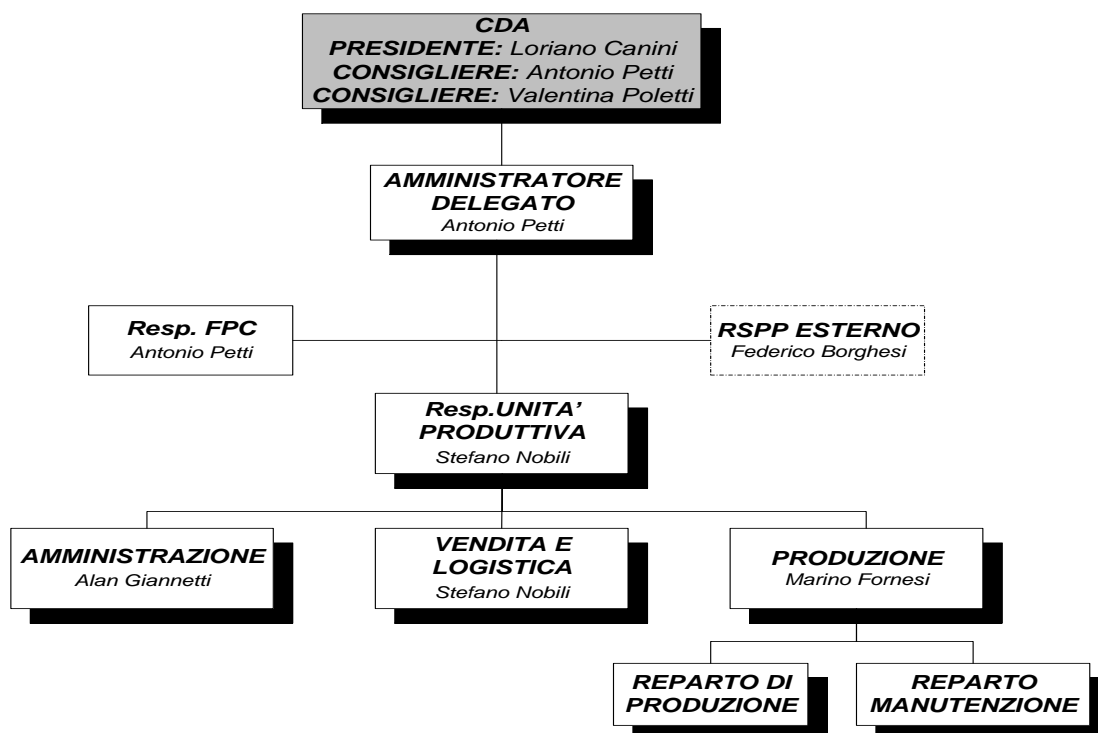 CDA
PRESIDENTE: Loriano Canini
CONSIGLIERE: Antonio Petti
CONSIGLIERE: Valentina Poletti
AMMINISTRATORE
DELEGATO
Antonio Petti
Resp. FPC
Antonio Petti
RSPP ESTERNO
Federico Borghesi
Resp.UNITA’
PRODUTTIVA
Stefano Nobili
AMMINISTRAZIONE
Alan Giannetti
VENDITA E
LOGISTICA
Stefano Nobili
PRODUZIONE
Marino Fornesi
REPARTO DI
PRODUZIONE
REPARTO
MANUTENZIONE